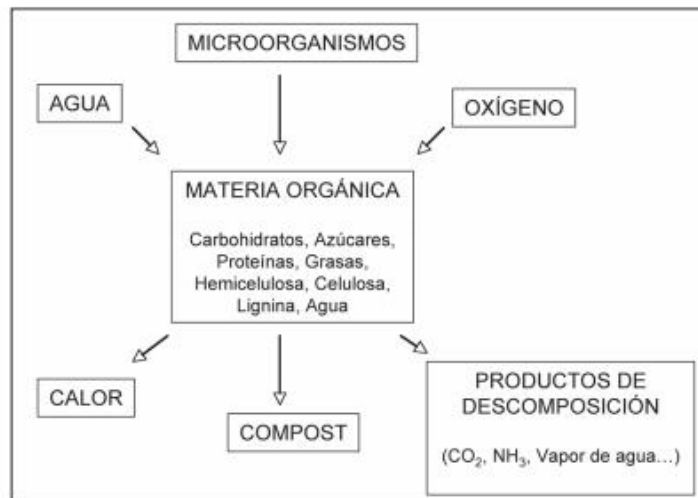 MICROORGANISMOS
AGUA
OXÍGENO
MATERIA ORGÁNICA
Carbohidratos, Azúcares,
Proteínas, Grasas,
Hemicelulosa, Celulosa,
Lignina, Agua
CALOR
COMPOST
PRODUCTOS DE
DESCOMPOSICIÓN
(CO₂, NH₃, Vapor de agua…)